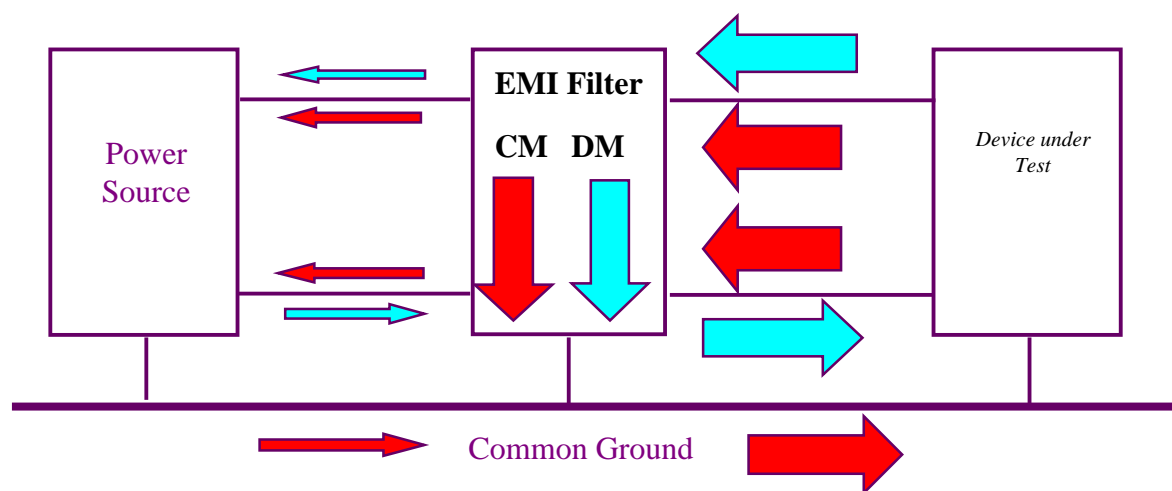 EMI Filter
CM DM
Power
Source
Device under
Test
Common Ground